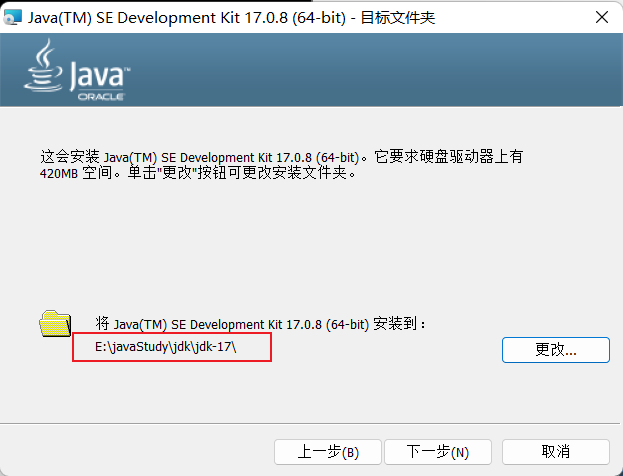 Java(TM) SE Development Kit 17.0.8 (64-bit) - 目标文件夹
Java™
ORACLE
这会安装 Java(TM) SE Development Kit 17.0.8 (64-bit)。它要求硬盘驱动器上有
420MB 空间。单击"更改"按钮可更改安装文件夹。
将 Java(TM) SE Development Kit 17.0.8 (64-bit) 安装到：
E:\javaStudy\jdk\jdk-17\
更改...
上一步(B)
下一步(N)
取消